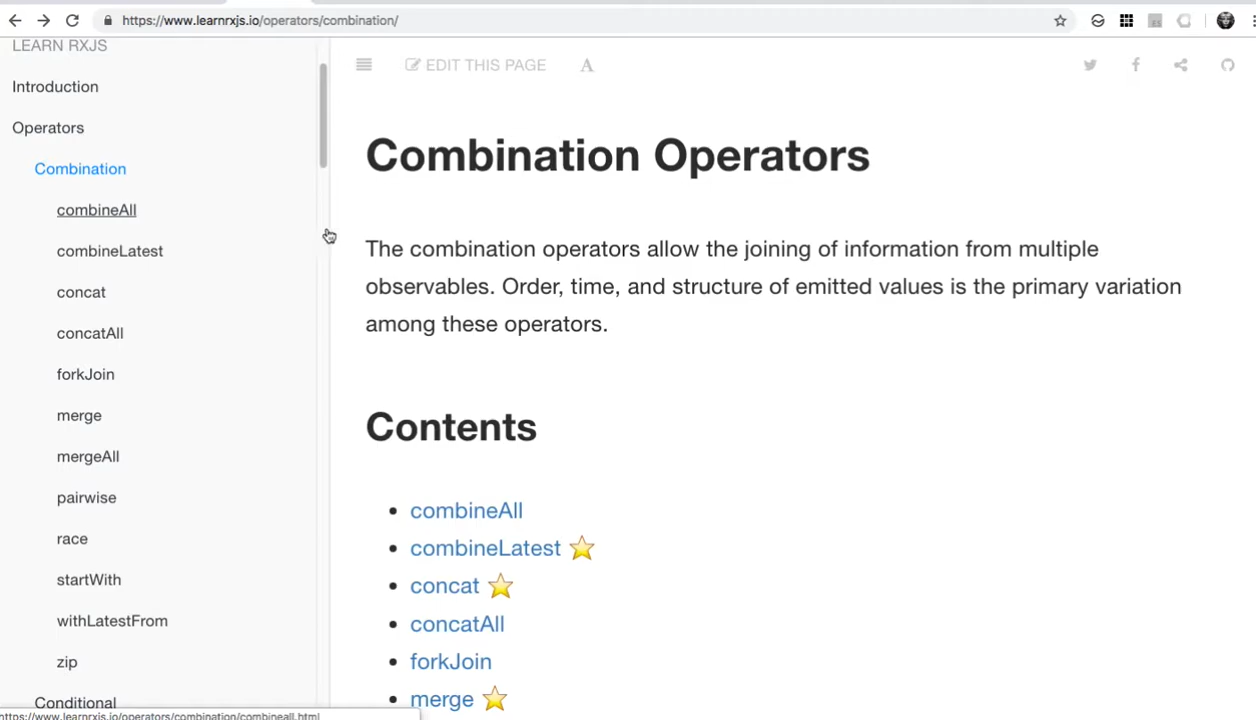 https://www.learnrxjs.io/operators/combination/
LEARN RXJS
Introduction
Operators
Combination
combineAll
combineLatest
concat
concatAll
forkJoin
merge
mergeAll
pairwise
race
startWith
withLatestFrom
zip
Conditional
EDIT THIS PAGE
A
Combination Operators
The combination operators allow the joining of information from multiple
observables. Order, time, and structure of emitted values is the primary variation
among these operators.
Contents
combineAll
combineLatest
concat
concatAll
forkJoin
merge
https://www.learnrxjs.io/operators/combination/combineall.html